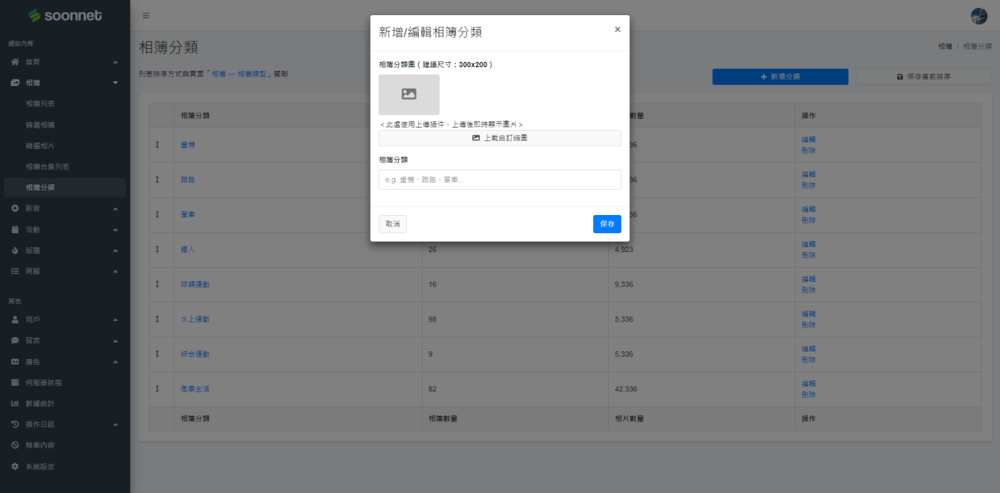 soonnet
網站內容
首頁
相簿
相簿列表
精選相簿
精選相片
相簿合集列表
相簿分類
影音
活動
話題
頁腳
其他
用戶
留言
廣告
伺服器狀態
數據統計
操作日誌
檢舉內容
系統設定
相簿分類
相簿 / 相簿分類
列表排序方式與頁面「相簿 — 相簿類型」關聯
新增分類
保存當前排序
相簿分類 數量 操作
重機 36 編輯 刪除
路跑 36 編輯 刪除
單車 36 編輯 刪除
鐵人 26 4,923 編輯 刪除
球類運動 16 9,336 編輯 刪除
水上運動 98 5,336 編輯 刪除
綜合運動 9 5,336 編輯 刪除
風景生活 82 42,336 編輯 刪除
相簿分類 相簿數量 相片數量 操作
新增/編輯相簿分類 ×
相簿分類圖 ( 建議尺寸：300x200 )
< 此處使用上傳插件，上傳後即時顯示圖片 >
上載自訂縮圖
相簿分類
e.g. 重機、路跑、單車...
取消 保存